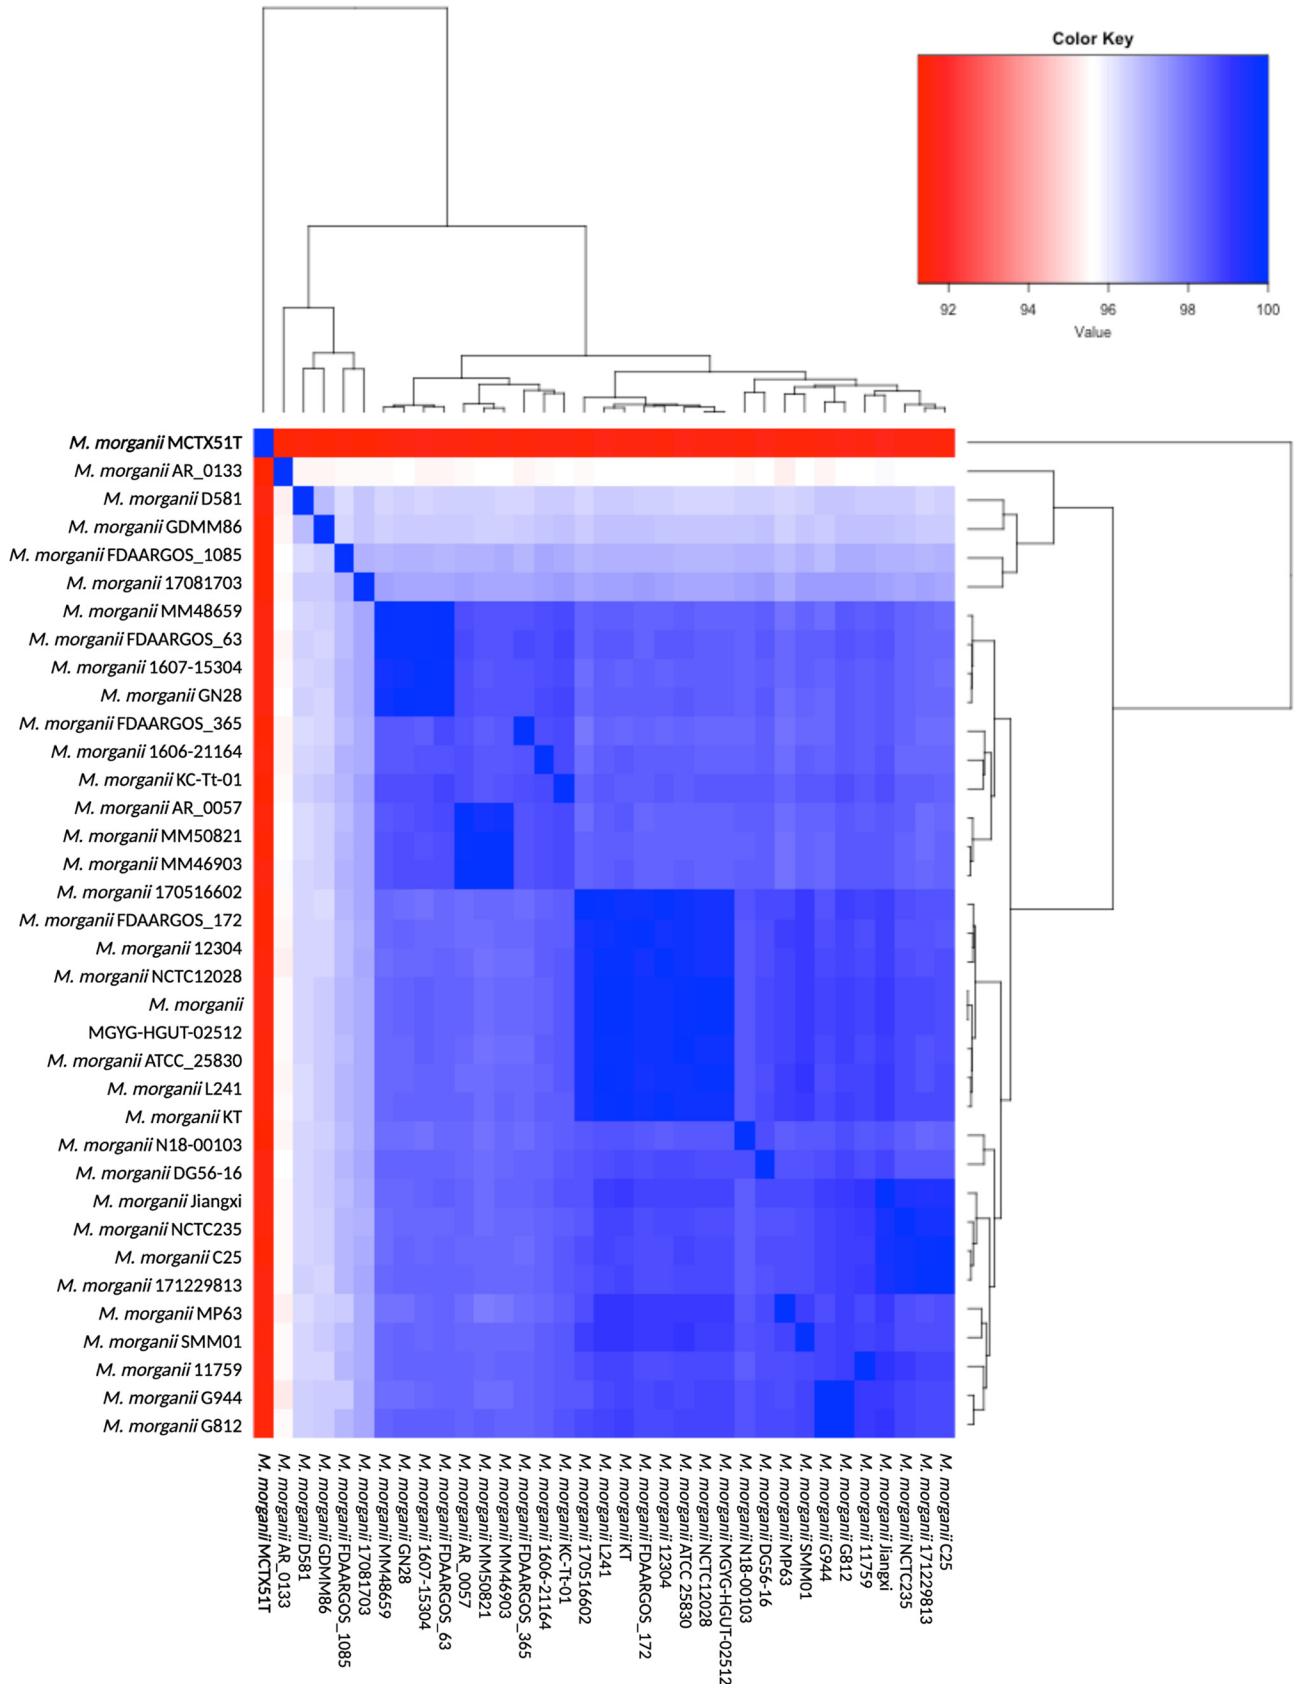 Color Key
92
94
96
98
100
Value
M. morganii MCTX51T
M. morganii AR_0133
M. morganii D581
M. morganii GDMM86
M. morganii FDAARGOS_1085
M. morganii 17081703
M. morganii MM48659
M. morganii FDAARGOS_63
M. morganii 1607-15304
M. morganii GN28
M. morganii FDAARGOS_365
M. morganii 1606-21164
M. morganii KC-Tt-01
M. morganii AR_0057
M. morganii MM50821
M. morganii MM46903
M. morganii 170516602
M. morganii FDAARGOS_172
M. morganii 12304
M. morganii NCTC12028
M. morganii
MGYG-HGUT-02512
M. morganii ATCC_25830
M. morganii L241
M. morganii KT
M. morganii N18-00103
M. morganii DG56-16
M. morganii Jiangxi
M. morganii NCTC235
M. morganii C25
M. morganii 171229813
M. morganii MP63
M. morganii SMM01
M. morganii 11759
M. morganii G944
M. morganii G812
M. morganii MCTX51T
M. morganii AR_0133
M. morganii D581
M. morganii GDMM86
M. morganii FDAARGOS_1085
M. morganii 17081703
M. morganii MM48659
M. morganii GN28
M. morganii 1607-15304
M. morganii FDAARGOS_63
M. morganii AR_0057
M. morganii MM50821
M. morganii MM46903
M. morganii FDAARGOS_365
M. morganii 1606-21164
M. morganii KC-Tt-01
M. morganii 170516602
M. morganii L241
M. morganii KT
M. morganii FDAARGOS_172
M. morganii 12304
M. morganii ATCC 25830
M. morganii NCTC12028
M. morganii MGYG-HGUT-02512
M. morganii N18-00103
M. morganii DG56-16
M. morganii MP63
M. morganii SMM01
M. morganii G944
M. morganii G812
M. morganii 11759
M. morganii Jiangxi
M. morganii NCTC235
M. morganii 171229813
M. morganii C25